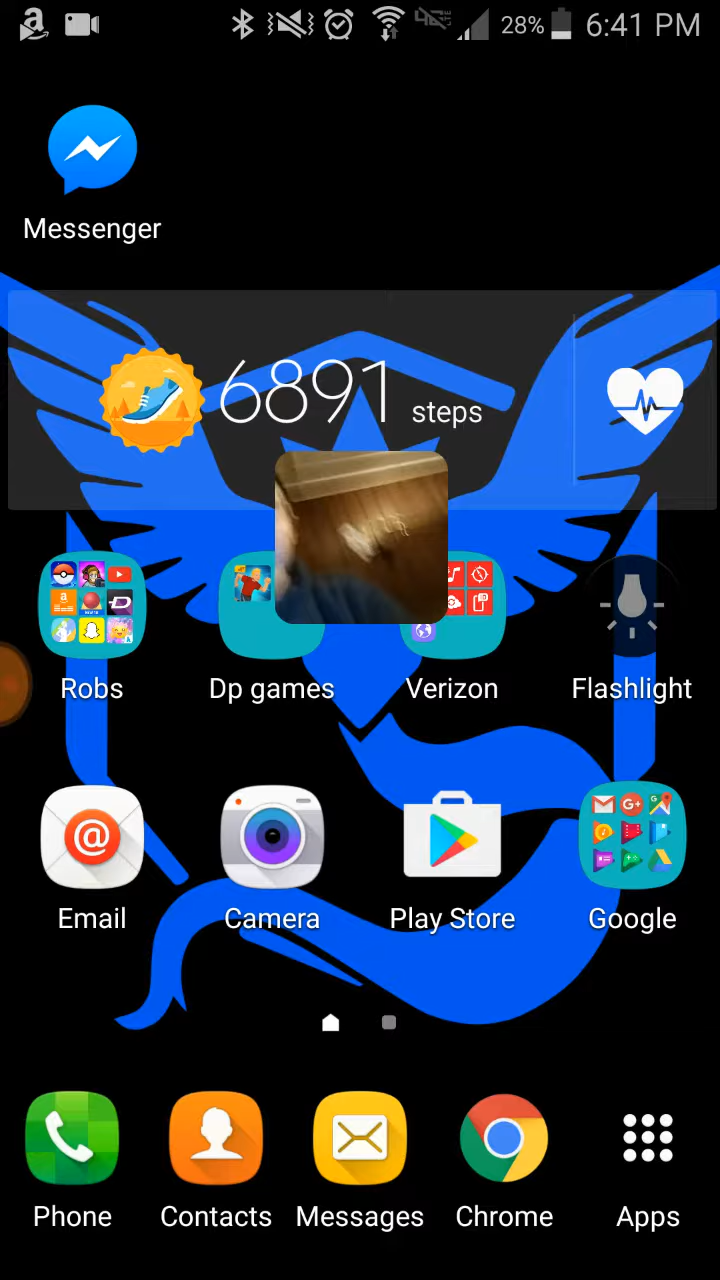 28% 6:41 PM
Messenger
6891 steps
Robs
Dp games
Verizon
Flashlight
Email
Camera
Play Store
Google
Phone
Contacts
Messages
Chrome
Apps